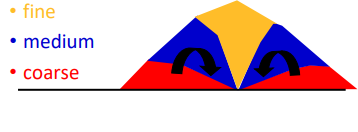 • fine
• medium
• coarse